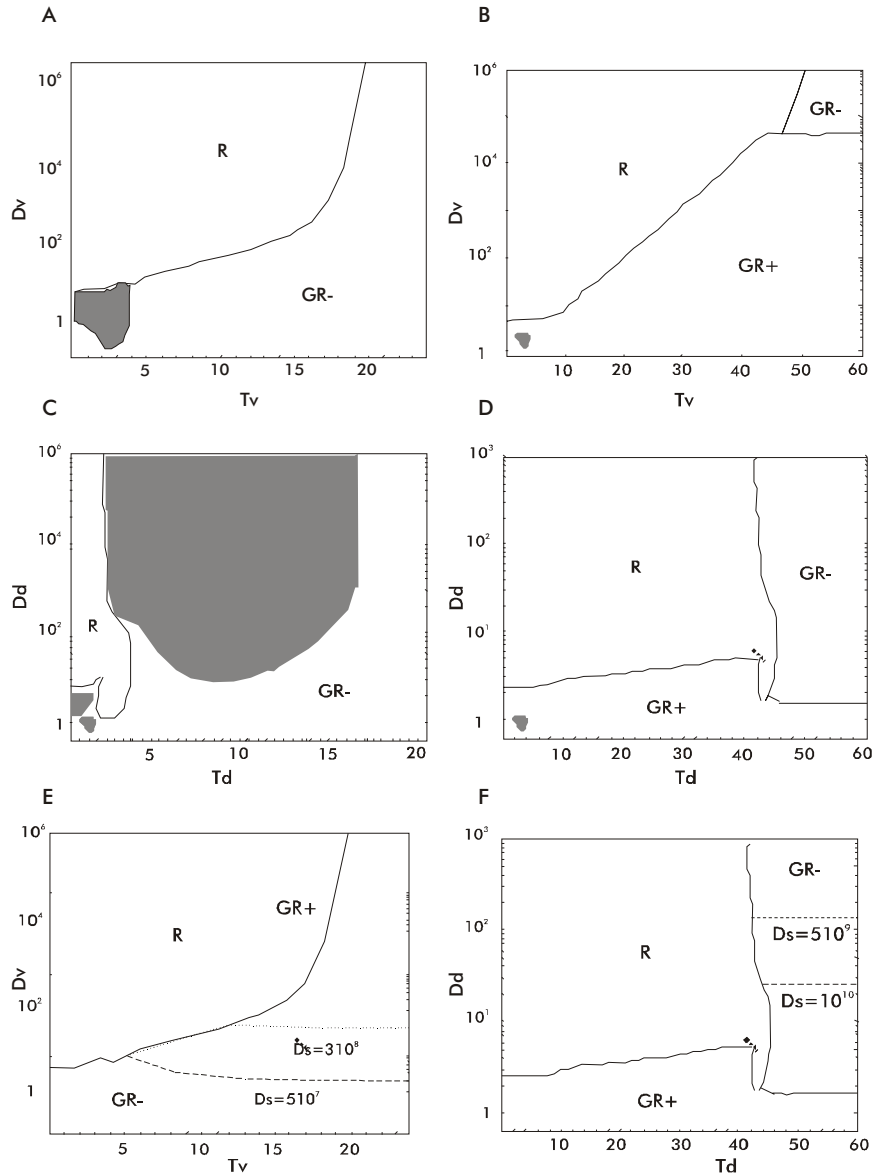 A
10⁶
10⁴
10²
1
Dv
R
GR-
5
10
15
20
Tv
B
10⁶
10⁴
10²
1
Dv
R
GR-
GR+
10
20
30
40
50
60
Tv
C
10⁶
10⁴
10²
1
Dd
R
GR-
5
10
15
20
Td
D
10³
10²
10¹
1
Dd
R
GR-
GR+
10
20
30
40
50
60
Td
E
10⁶
10⁴
10²
1
Dv
R
GR+
Ds=310⁸
Ds=510⁷
GR-
5
10
15
20
Tv
F
10³
10²
10¹
1
Dd
GR-
Ds=510⁹
R
Ds=10¹⁰
GR+
10
20
30
40
50
60
Td